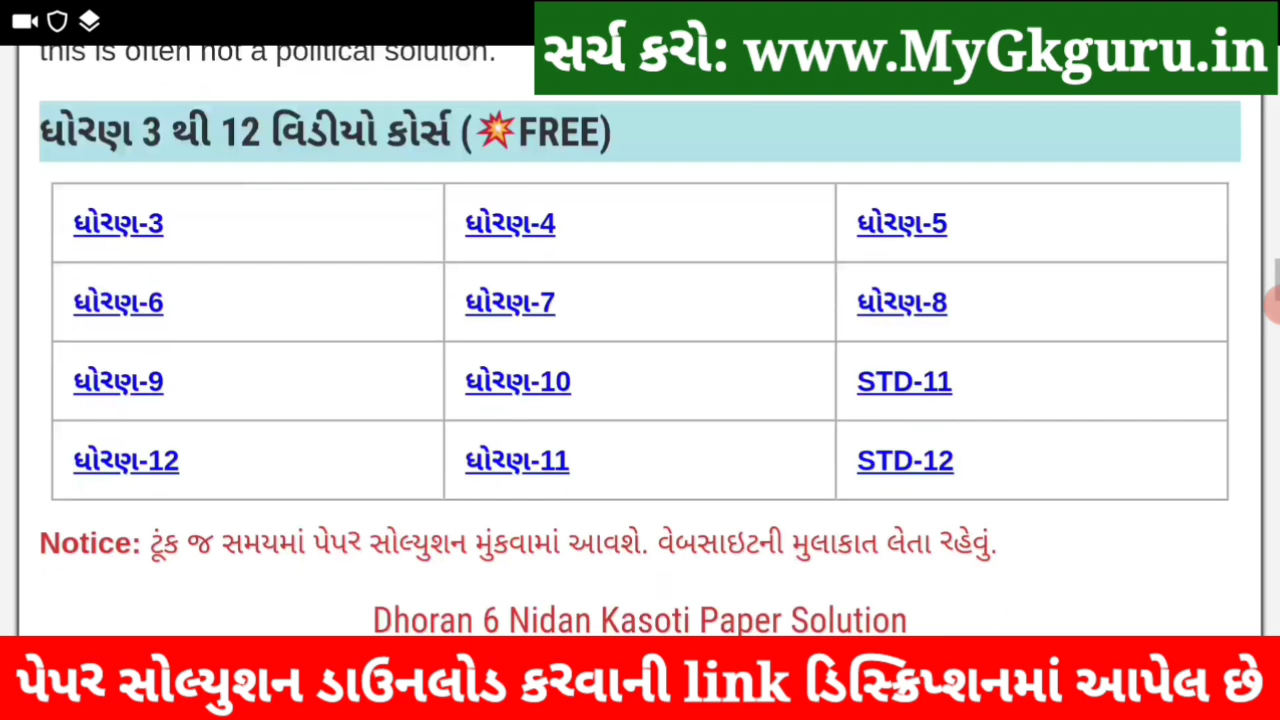 this is often not a political solution.
સર્ચ કરો: www.MyGkguru.in
ધોરણ 3 થી 12 વિડીયો કોર્સ (💥FREE)
ધોરણ-3 ધોરણ-4 ધોરણ-5
ધોરણ-6 ધોરણ-7 ધોરણ-8
ધોરણ-9 ધોરણ-10 STD-11
ધોરણ-12 ધોરણ-11 STD-12
Notice: ટૂંક જ સમયમાં પેપર સોલ્યુશન મુંકવામાં આવશે. વેબસાઇટની મુલાકાત લેતા રહેવું.
Dhoran 6 Nidan Kasoti Paper Solution
પેપર સોલ્યુશન ડાઉનલોડ કરવાની link ડિસ્ક્રિપ્શનમાં આપેલ છે